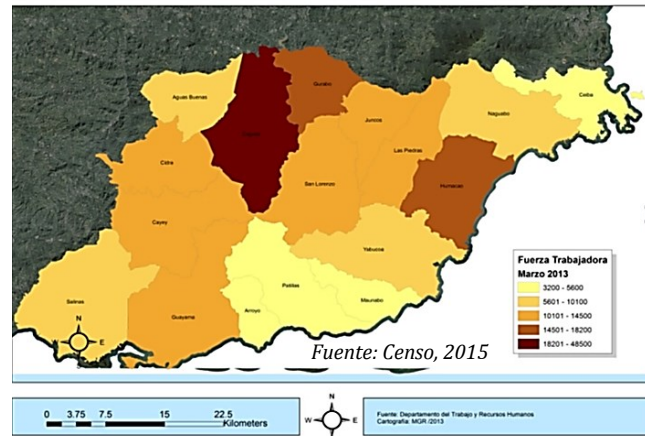 Aguas Buenas
Gurabo
Ceiba
Naguabo
Juncos
Las Piedras
Cidra
San Lorenzo
Humacao
Cayey
Yabucoa
Salinas
Patillas
Maunabo
Arroyo
Guayama
N
W E
S
Fuente: Censo, 2015
Fuerza Trabajadora
Marzo 2013
3200 - 5600
5601 - 10100
10101 - 14500
14501 - 18200
18201 - 48500
0 3.75 7.5 15 22.5
Kilometers
N
W E
S
Fuente: Departamento del Trabajo y Recursos Humanos
Cartografía: MGR /2013